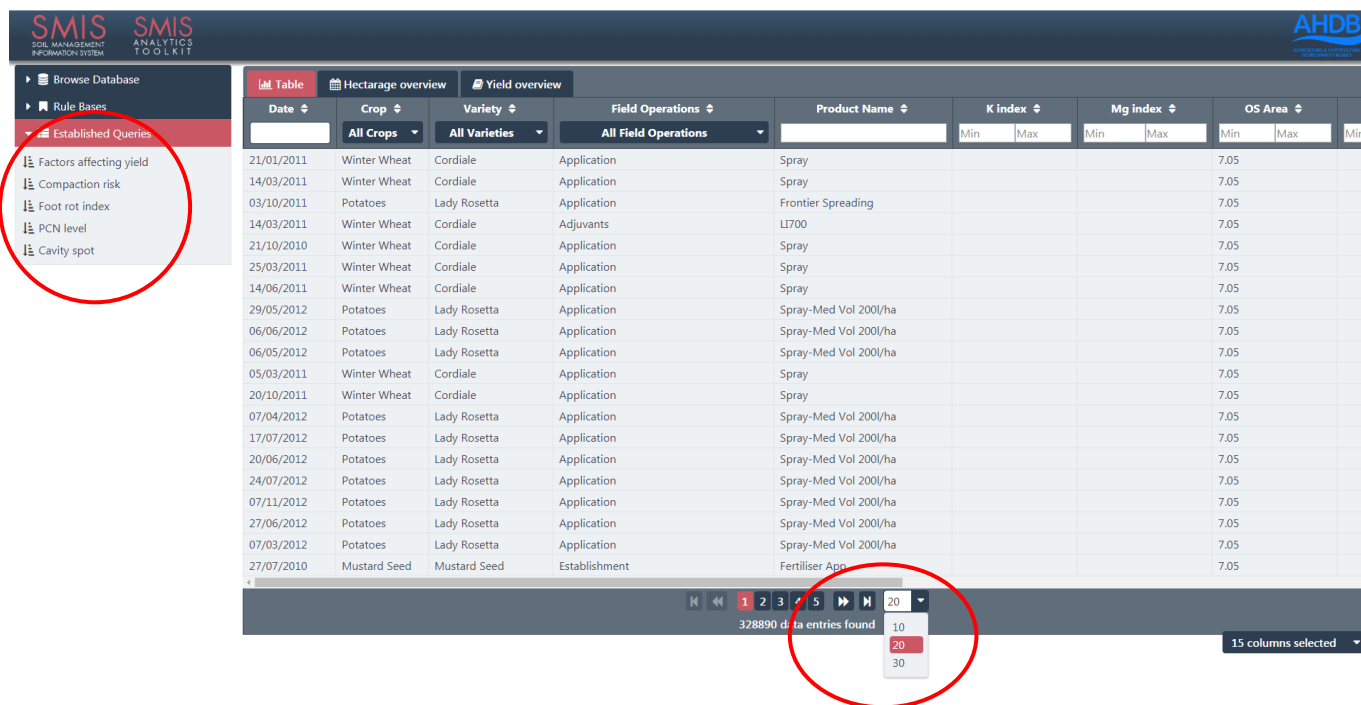 SMIS SMIS AHDB
SOIL MANAGEMENT INFORMATION SYSTEM ANALYTICS TOOLKIT AGRICULTURE & HORTICULTURE DEVELOPMENT BOARD
Browse Database
Rule Bases
Established Queries
Factors affecting yield
Compaction risk
Foot rot index
PCN level
Cavity spot
Table Hectarage overview Yield overview
Date Crop Variety Field Operations Product Name K index Mg index OS Area
All Crops All Varieties All Field Operations Min Max Min Max Min Max Min
21/01/2011 Winter Wheat Cordiale Application Spray 7.05
14/03/2011 Winter Wheat Cordiale Application Spray 7.05
03/10/2011 Potatoes Lady Rosetta Application Frontier Spreading 7.05
14/03/2011 Winter Wheat Cordiale Adjuvants LI700 7.05
21/10/2010 Winter Wheat Cordiale Application Spray 7.05
25/03/2011 Winter Wheat Cordiale Application Spray 7.05
14/06/2011 Winter Wheat Cordiale Application Spray 7.05
29/05/2012 Potatoes Lady Rosetta Application Spray-Med Vol 200l/ha 7.05
06/06/2012 Potatoes Lady Rosetta Application Spray-Med Vol 200l/ha 7.05
06/05/2012 Potatoes Lady Rosetta Application Spray-Med Vol 200l/ha 7.05
05/03/2011 Winter Wheat Cordiale Application Spray 7.05
20/10/2011 Winter Wheat Cordiale Application Spray 7.05
07/04/2012 Potatoes Lady Rosetta Application Spray-Med Vol 200l/ha 7.05
17/07/2012 Potatoes Lady Rosetta Application Spray-Med Vol 200l/ha 7.05
20/06/2012 Potatoes Lady Rosetta Application Spray-Med Vol 200l/ha 7.05
24/07/2012 Potatoes Lady Rosetta Application Spray-Med Vol 200l/ha 7.05
07/11/2012 Potatoes Lady Rosetta Application Spray-Med Vol 200l/ha 7.05
27/06/2012 Potatoes Lady Rosetta Application Spray-Med Vol 200l/ha 7.05
07/03/2012 Potatoes Lady Rosetta Application Spray-Med Vol 200l/ha 7.05
27/07/2010 Mustard Seed Mustard Seed Establishment Fertiliser App 7.05
1 2 3 4 5 20
328890 data entries found
10
20
30
15 columns selected